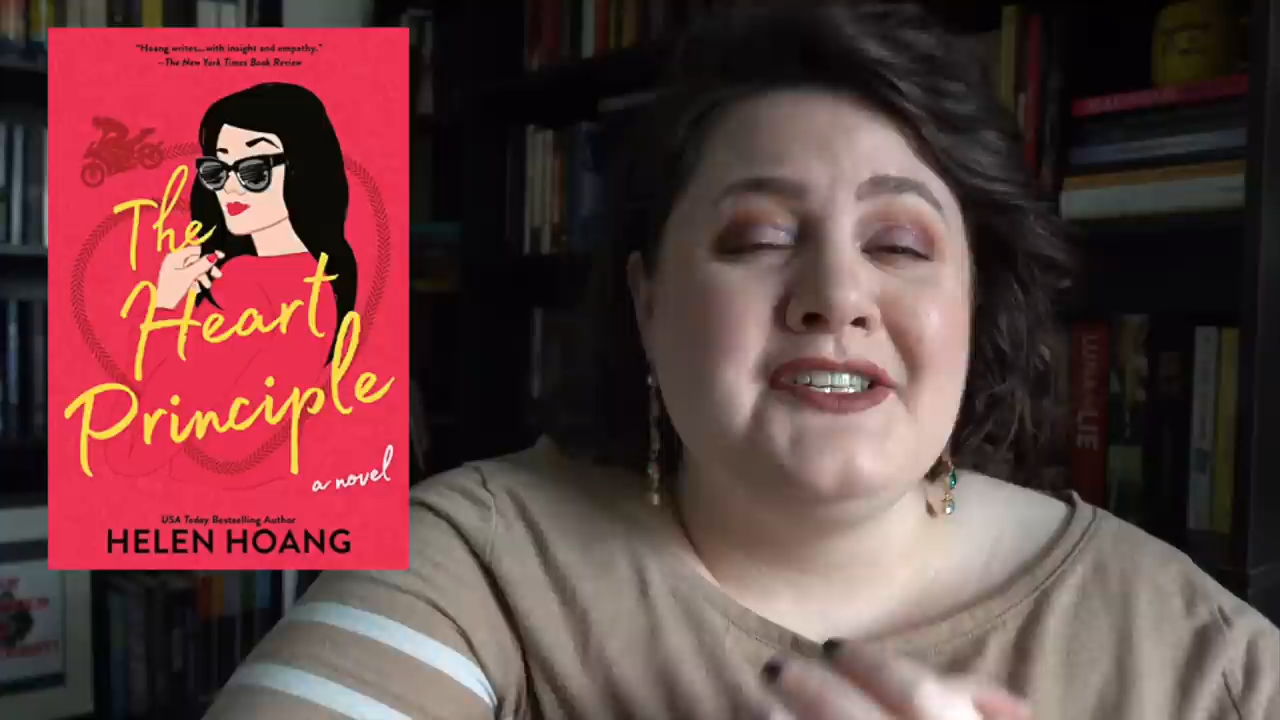 "Hoang writes...with insight and empathy."
—The New York Times Book Review
The
Heart
Principle
a novel
USA Today Bestselling Author
HELEN HOANG